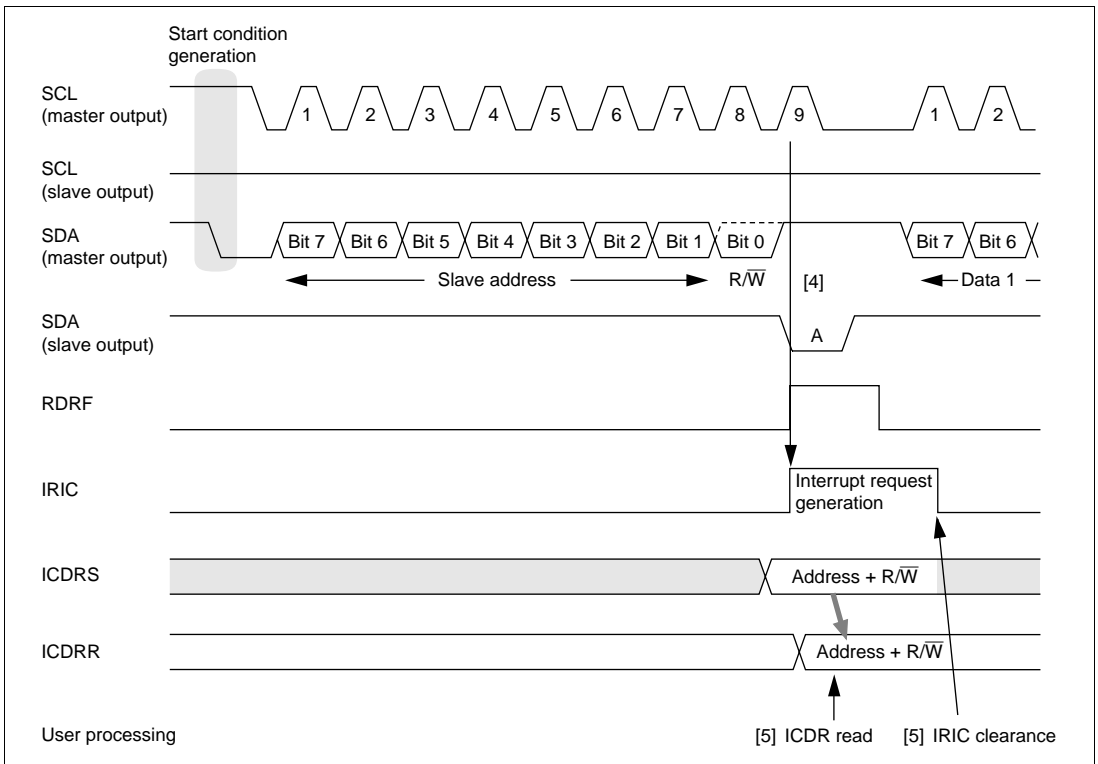 Start condition
generation
SCL
(master output)
1 2 3 4 5 6 7 8 9 1 2
SCL
(slave output)
SDA
(master output)
Bit 7 Bit 6 Bit 5 Bit 4 Bit 3 Bit 2 Bit 1 Bit 0 Bit 7 Bit 6
Slave address R/W̅ [4] Data 1
SDA
(slave output)
A
RDRF
IRIC
Interrupt request
generation
ICDRS
Address + R/W̅
ICDRR
Address + R/W̅
User processing
[5] ICDR read
[5] IRIC clearance